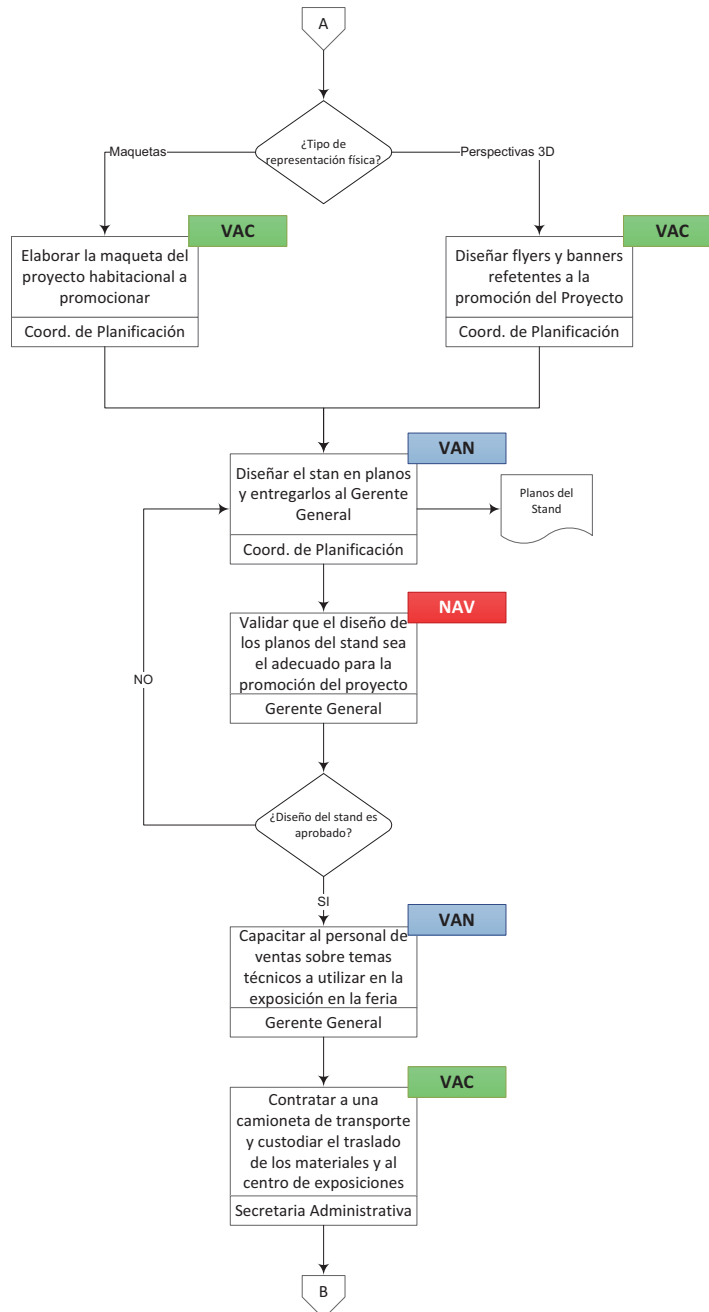 A
¿Tipo de
representación física?
Maquetas
Perspectivas 3D
VAC
VAC
Elaborar la maqueta del
proyecto habitacional a
promocionar
Coord. de Planificación
Diseñar flyers y banners
refetentes a la
promoción del Proyecto
Coord. de Planificación
VAN
Diseñar el stan en planos
y entregarlos al Gerente
General
Coord. de Planificación
Planos del
Stand
NAV
Validar que el diseño de
los planos del stand sea
el adecuado para la
promoción del proyecto
Gerente General
NO
¿Diseño del stand es
aprobado?
SI
VAN
Capacitar al personal de
ventas sobre temas
técnicos a utilizar en la
exposición en la feria
Gerente General
VAC
Contratar a una
camioneta de transporte
y custodiar el traslado
de los materiales y al
centro de exposiciones
Secretaria Administrativa
B